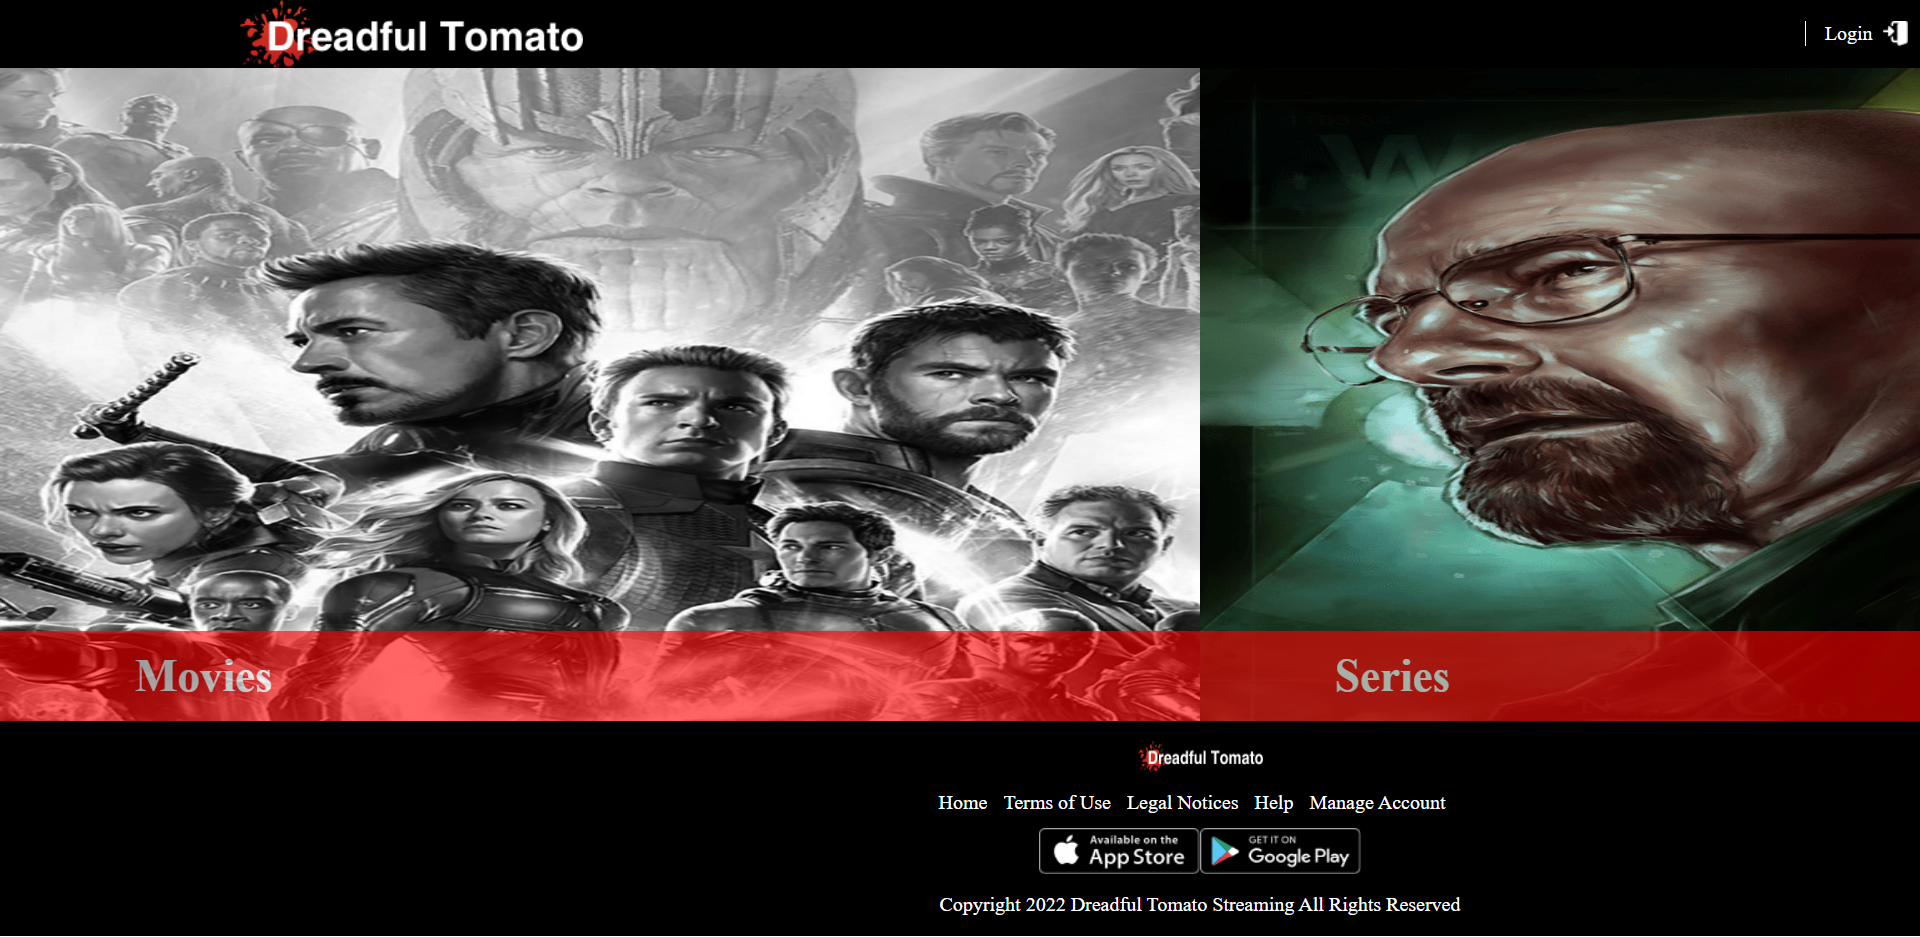 Dreadful Tomato
Login
Movies
Series
Dreadful Tomato
Home Terms of Use Legal Notices Help Manage Account
Available on the
App Store
GET IT ON
Google Play
Copyright 2022 Dreadful Tomato Streaming All Rights Reserved